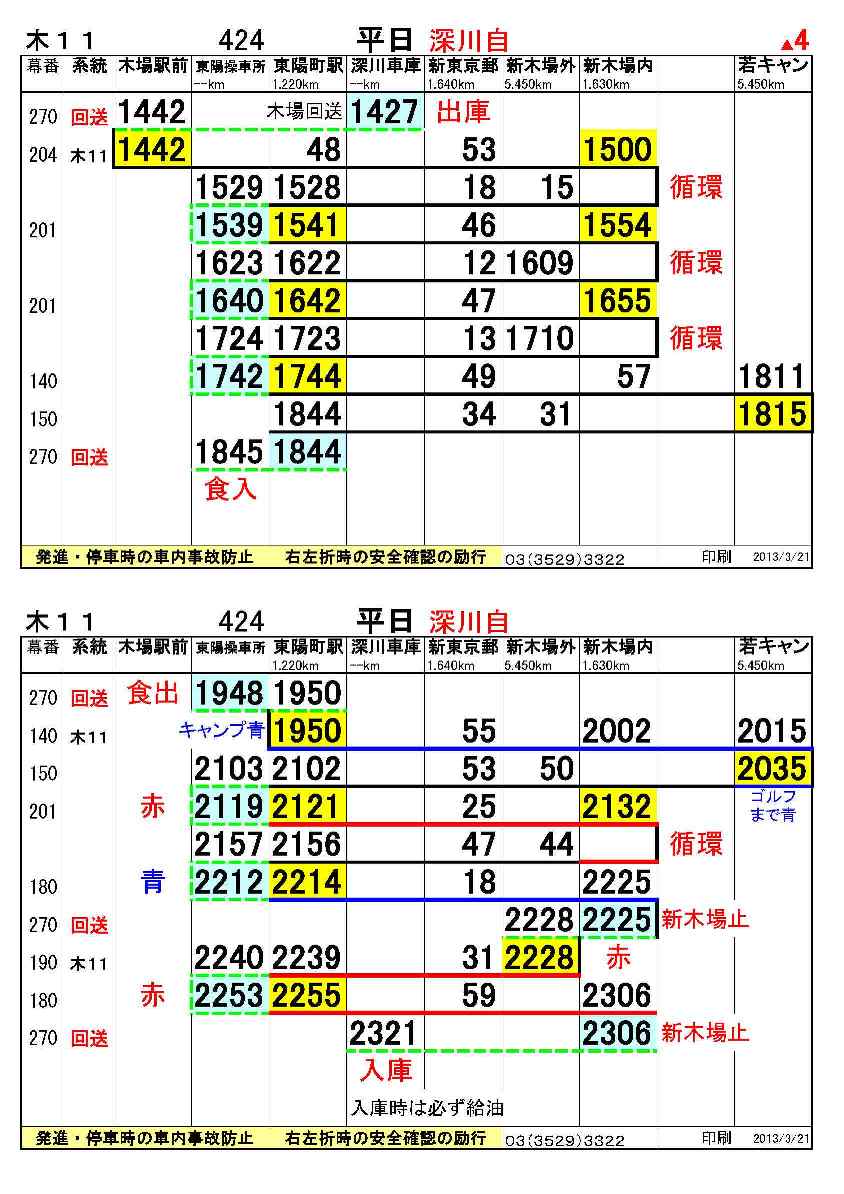 木１１ 424 平日 深川自 ▲4
幕番 系統 木場駅前 東陽操車所 東陽町駅 深川車庫 新東京郵 新木場外 新木場内 若キャン
--km 1.220km --km 1.640km 5.450km 1.630km 5.450km
270 回送 1442 木場回送 1427 出庫
204 木11 1442 48 53 1500
1529 1528 18 15 循環
201 1539 1541 46 1554
1623 1622 12 1609 循環
201 1640 1642 47 1655
1724 1723 13 1710 循環
140 1742 1744 49 57 1811
150 1844 34 31 1815
270 回送 1845 1844
食入
発進・停車時の車内事故防止 右左折時の安全確認の励行 03(3529)3322 印刷 2013/3/21
木１１ 424 平日 深川自
幕番 系統 木場駅前 東陽操車所 東陽町駅 深川車庫 新東京郵 新木場外 新木場内 若キャン
1.220km --km 1.640km 5.450km 1.630km 5.450km
270 回送 食出 1948 1950
140 木11 キャンプ青 1950 55 2002 2015
150 2103 2102 53 50 2035
201 赤 2119 2121 25 2132 ゴルフ
まで青
2157 2156 47 44 循環
180 青 2212 2214 18 2225
270 回送 2228 2225 新木場止
190 木11 2240 2239 31 2228 赤
180 赤 2253 2255 59 2306
270 回送 2321 2306 新木場止
入庫
入庫時は必ず給油
発進・停車時の車内事故防止 右左折時の安全確認の励行 03(3529)3322 印刷 2013/3/21